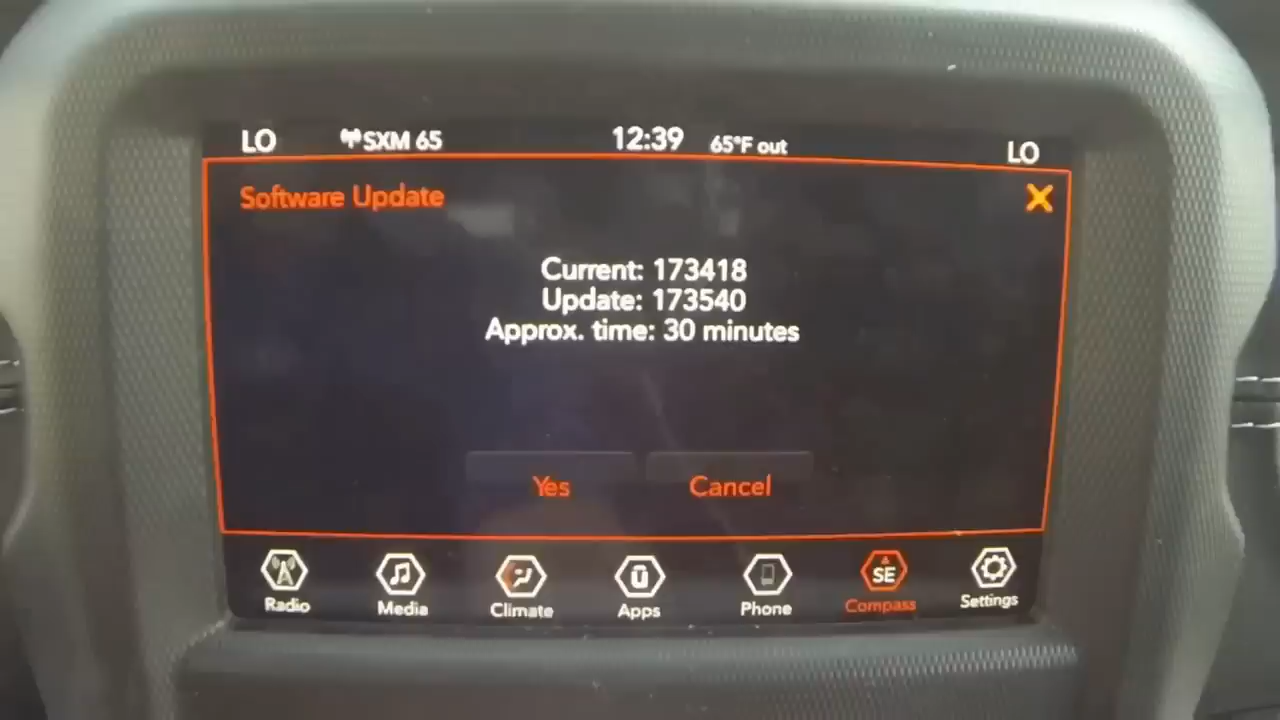 LO SXM 65 12:39 65°F out LO
Software Update X
Current: 173418
Update: 173540
Approx. time: 30 minutes
Yes Cancel
SE
Radio Media Climate Apps Phone Compass Settings